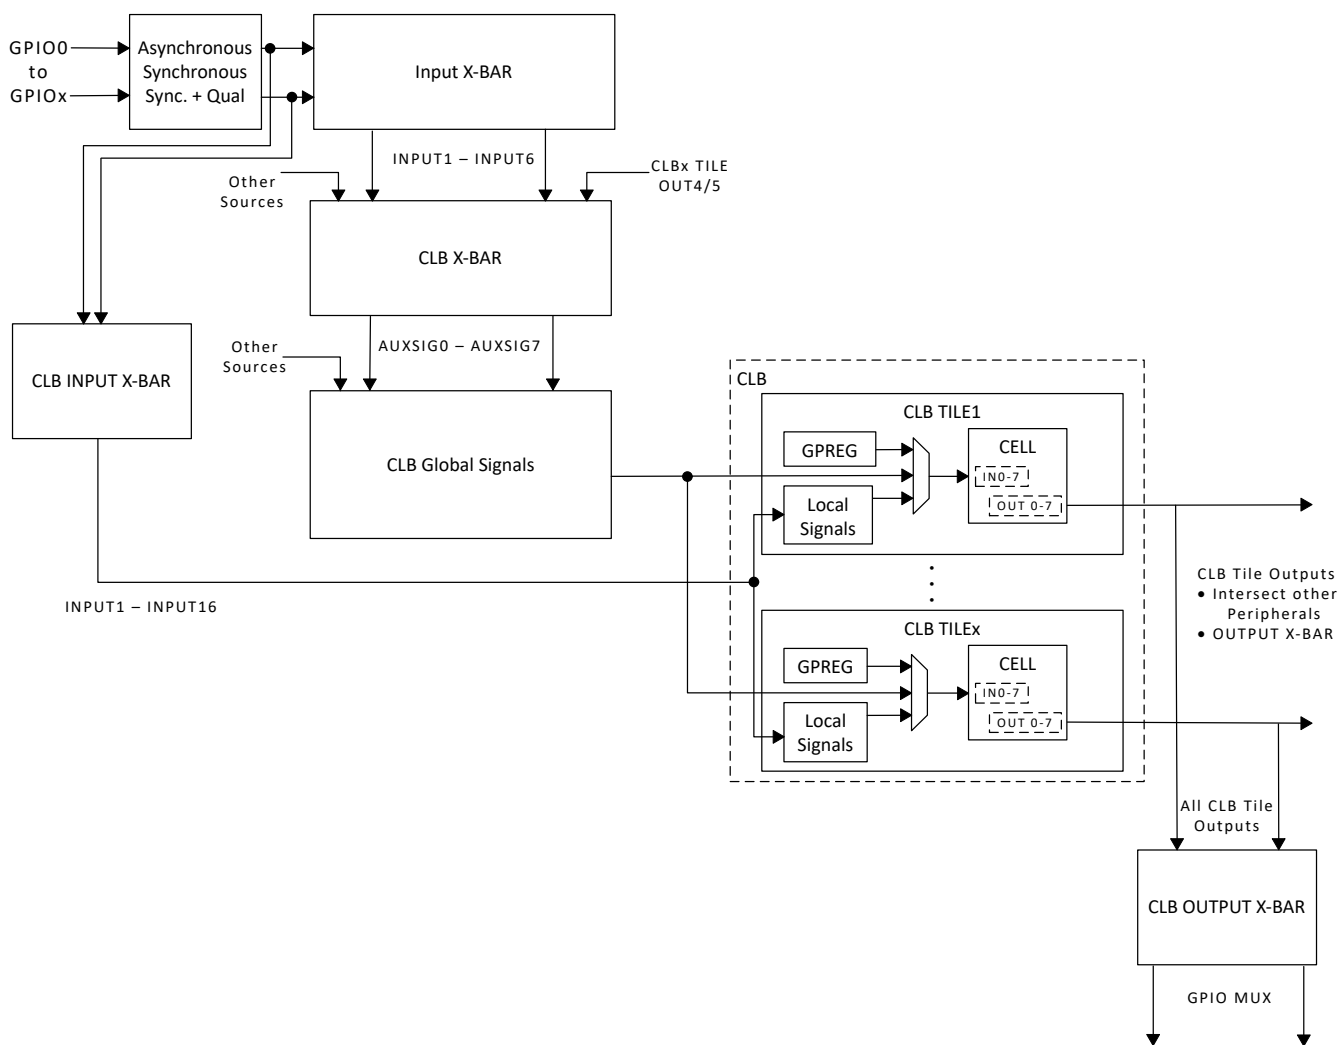 GPIO0
to
GPIOx
Asynchronous
Synchronous
Sync. + Qual
Input X-BAR
INPUT1 – INPUT6
Other
Sources
CLBx TILE
OUT4/5
CLB X-BAR
AUXSIG0 – AUXSIG7
Other
Sources
CLB INPUT X-BAR
CLB Global Signals
INPUT1 – INPUT16
CLB
CLB TILE1
GPREG
Local
Signals
CELL
IN0-7
OUT 0-7
CLB TILEx
GPREG
Local
Signals
CELL
IN0-7
OUT 0-7
CLB Tile Outputs
• Intersect other
Peripherals
• OUTPUT X-BAR
All CLB Tile
Outputs
CLB OUTPUT X-BAR
GPIO MUX